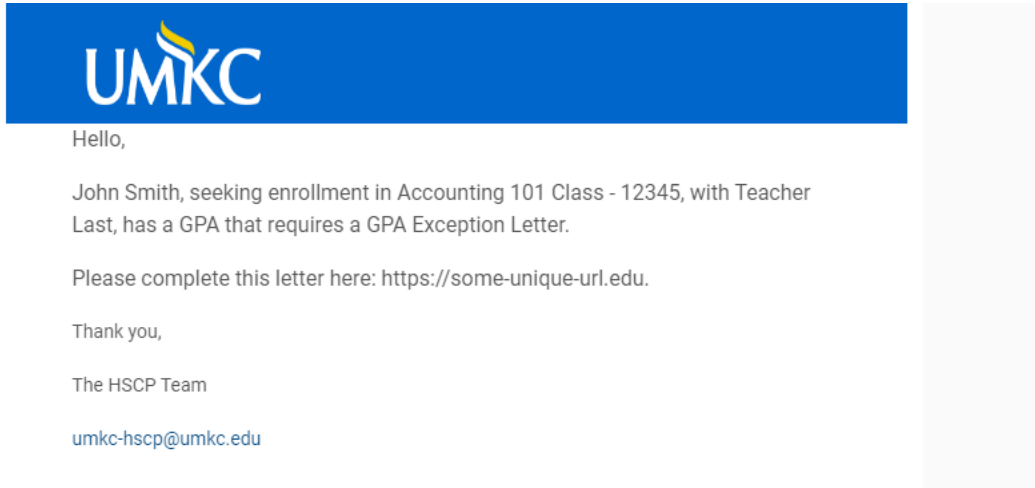 UMKC
Hello,
John Smith, seeking enrollment in Accounting 101 Class - 12345, with Teacher
Last, has a GPA that requires a GPA Exception Letter.
Please complete this letter here: https://some-unique-url.edu.
Thank you,
The HSCP Team
umkc-hscp@umkc.edu